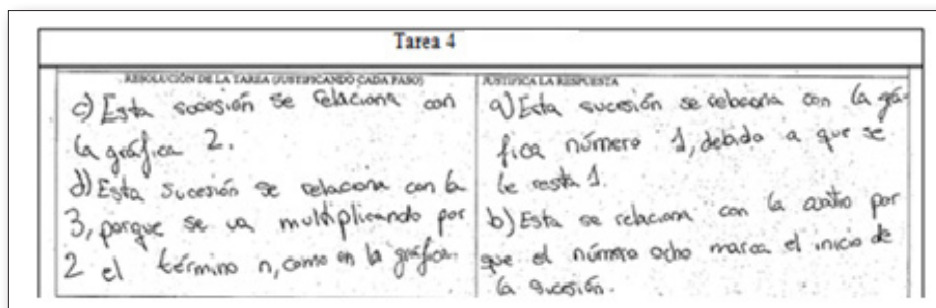 Tarea 4
RESOLUCIÓN DE LA TAREA (JUSTIFICANDO CADA PASO)
c) Esta sucesión se relaciona con
la gráfica 2.
d) Esta sucesión se relaciona con la
3, porque se va multiplicando por
2 el término n, como en la gráfica.
JUSTIFICA LA RESPUESTA
a) Esta sucesión se relaciona con la grá-
fica número 1, debido a que se
le resta 1.
b) Esta se relaciona con la cuatro por
que el número ocho marca el inicio de
la sucesión.